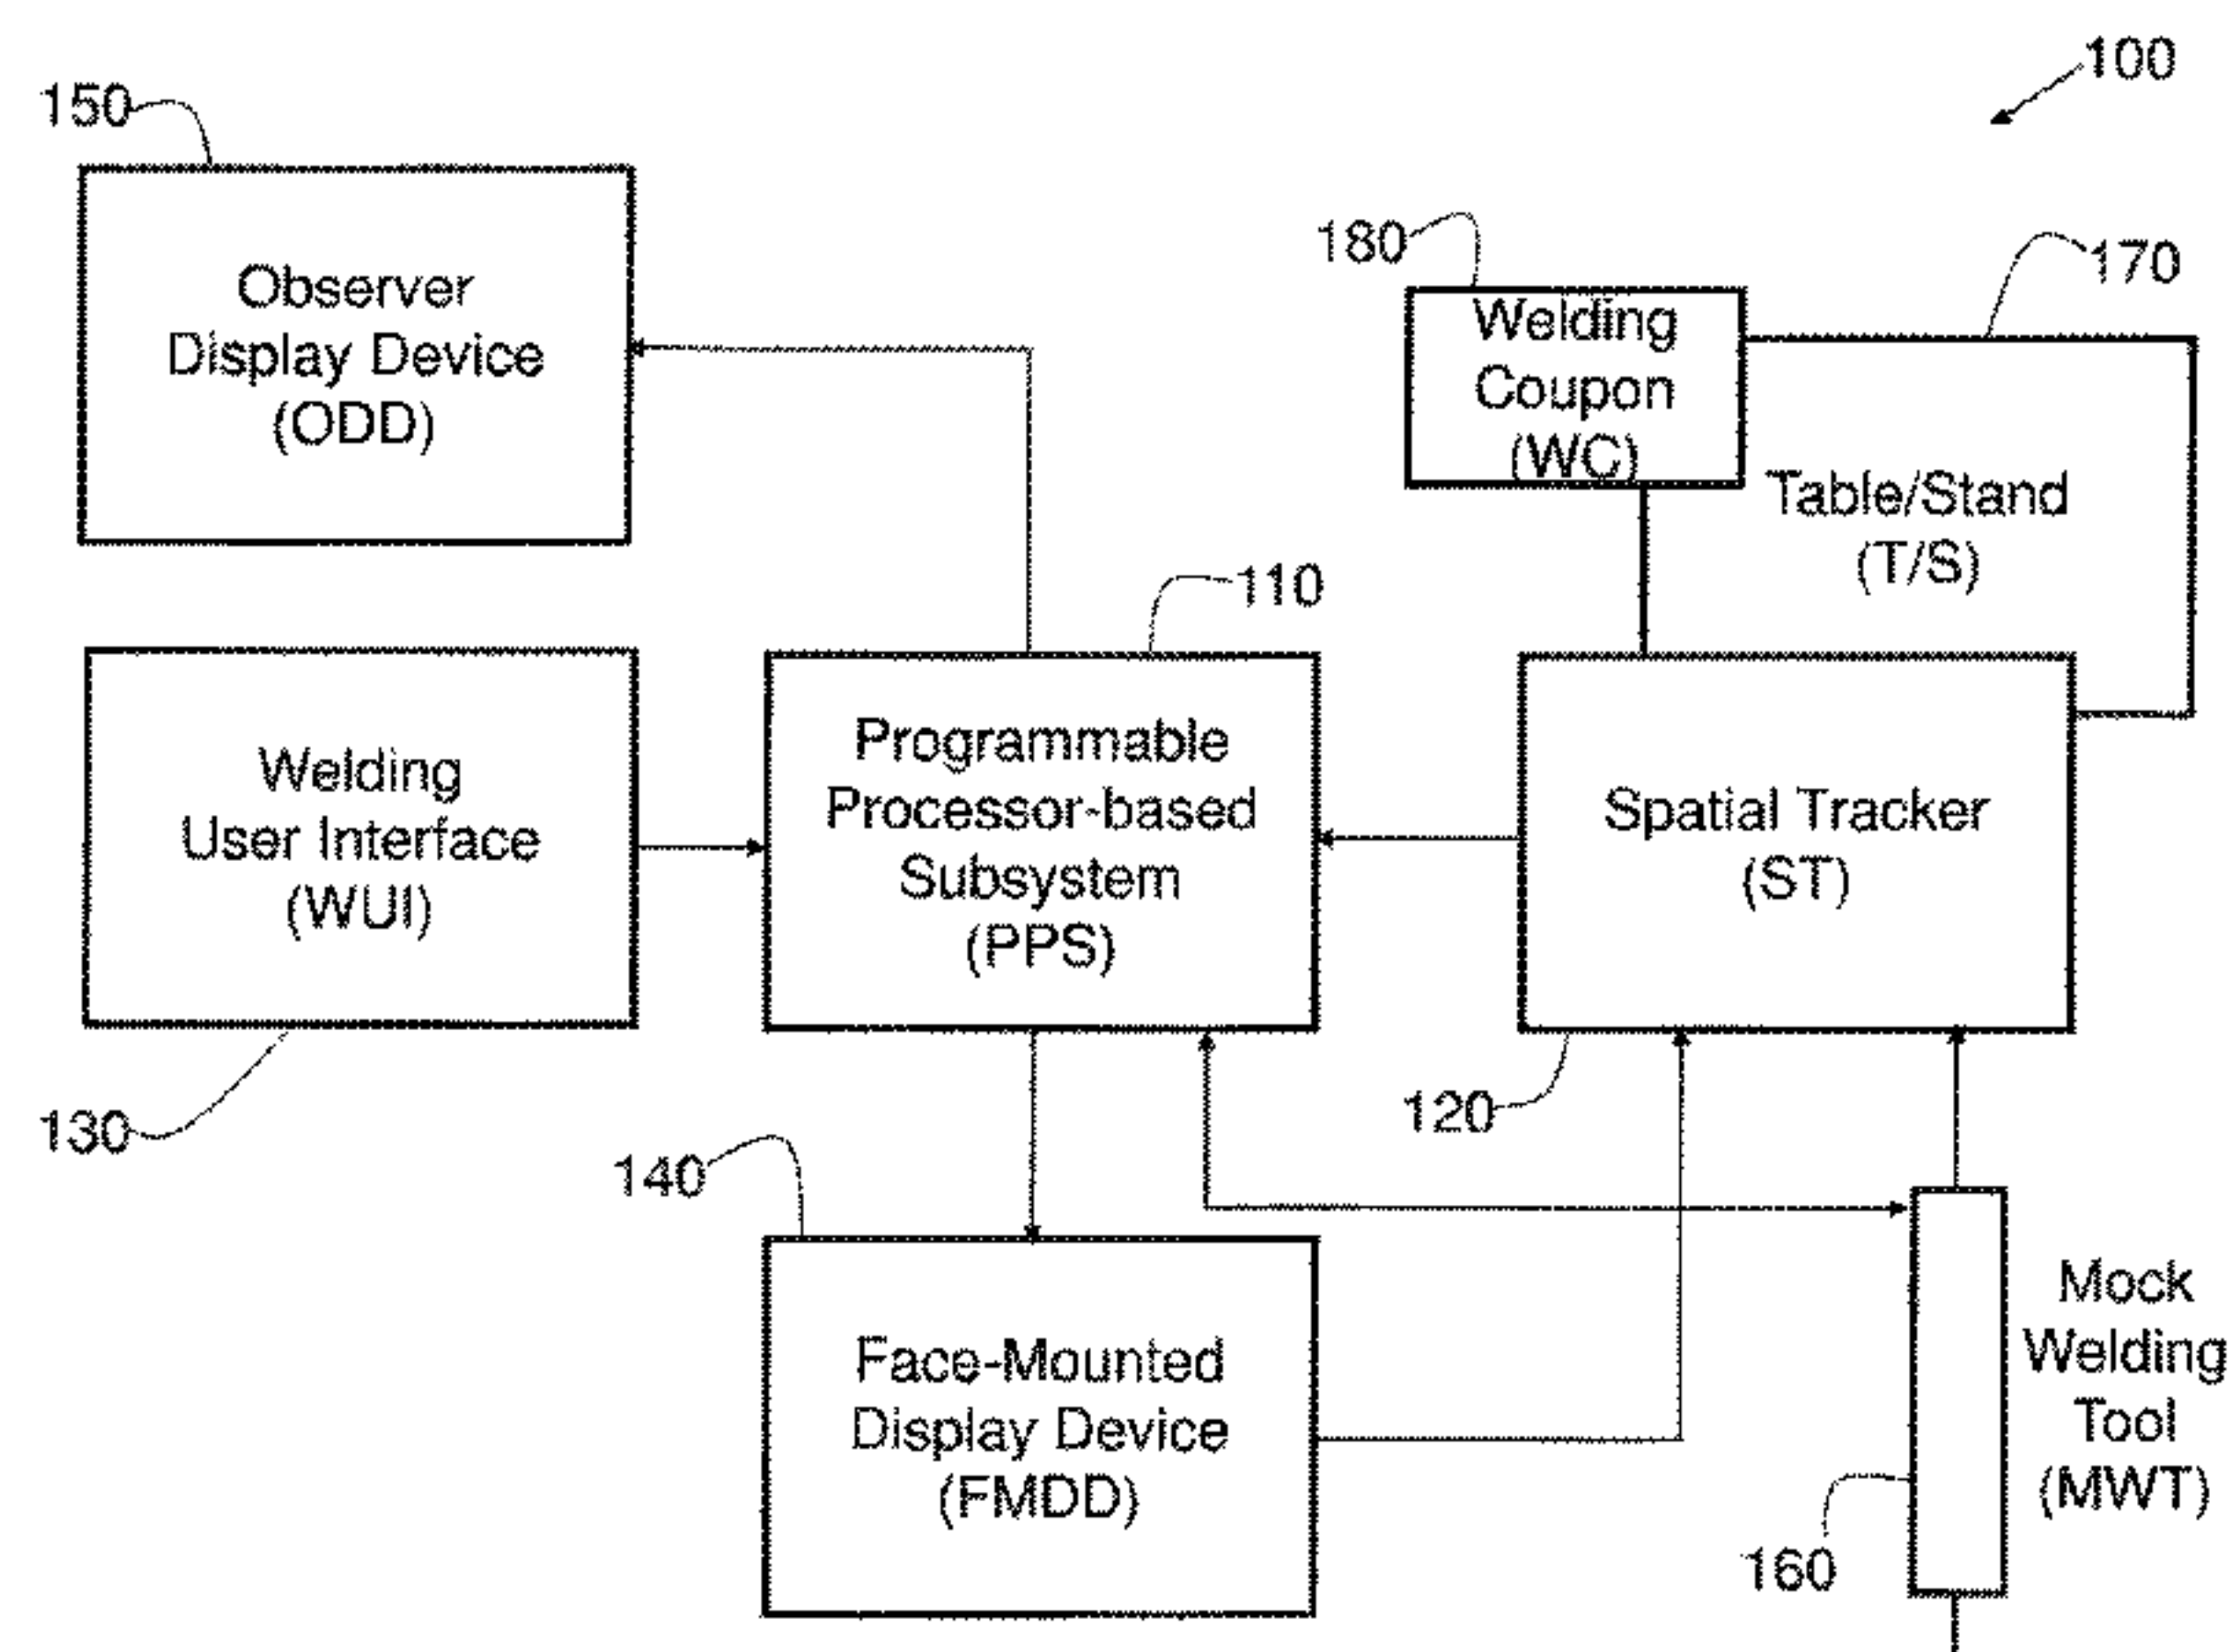 100
150
Observer
Display Device
(ODD)
180
Welding
Coupon
(WC)
170
Table/Stand
(T/S)
110
Welding
User Interface
(WUI)
130
Programmable
Processor-based
Subsystem
(PPS)
Spatial Tracker
(ST)
120
140
Face-Mounted
Display Device
(FMDD)
Mock
Welding
Tool
(MWT)
160